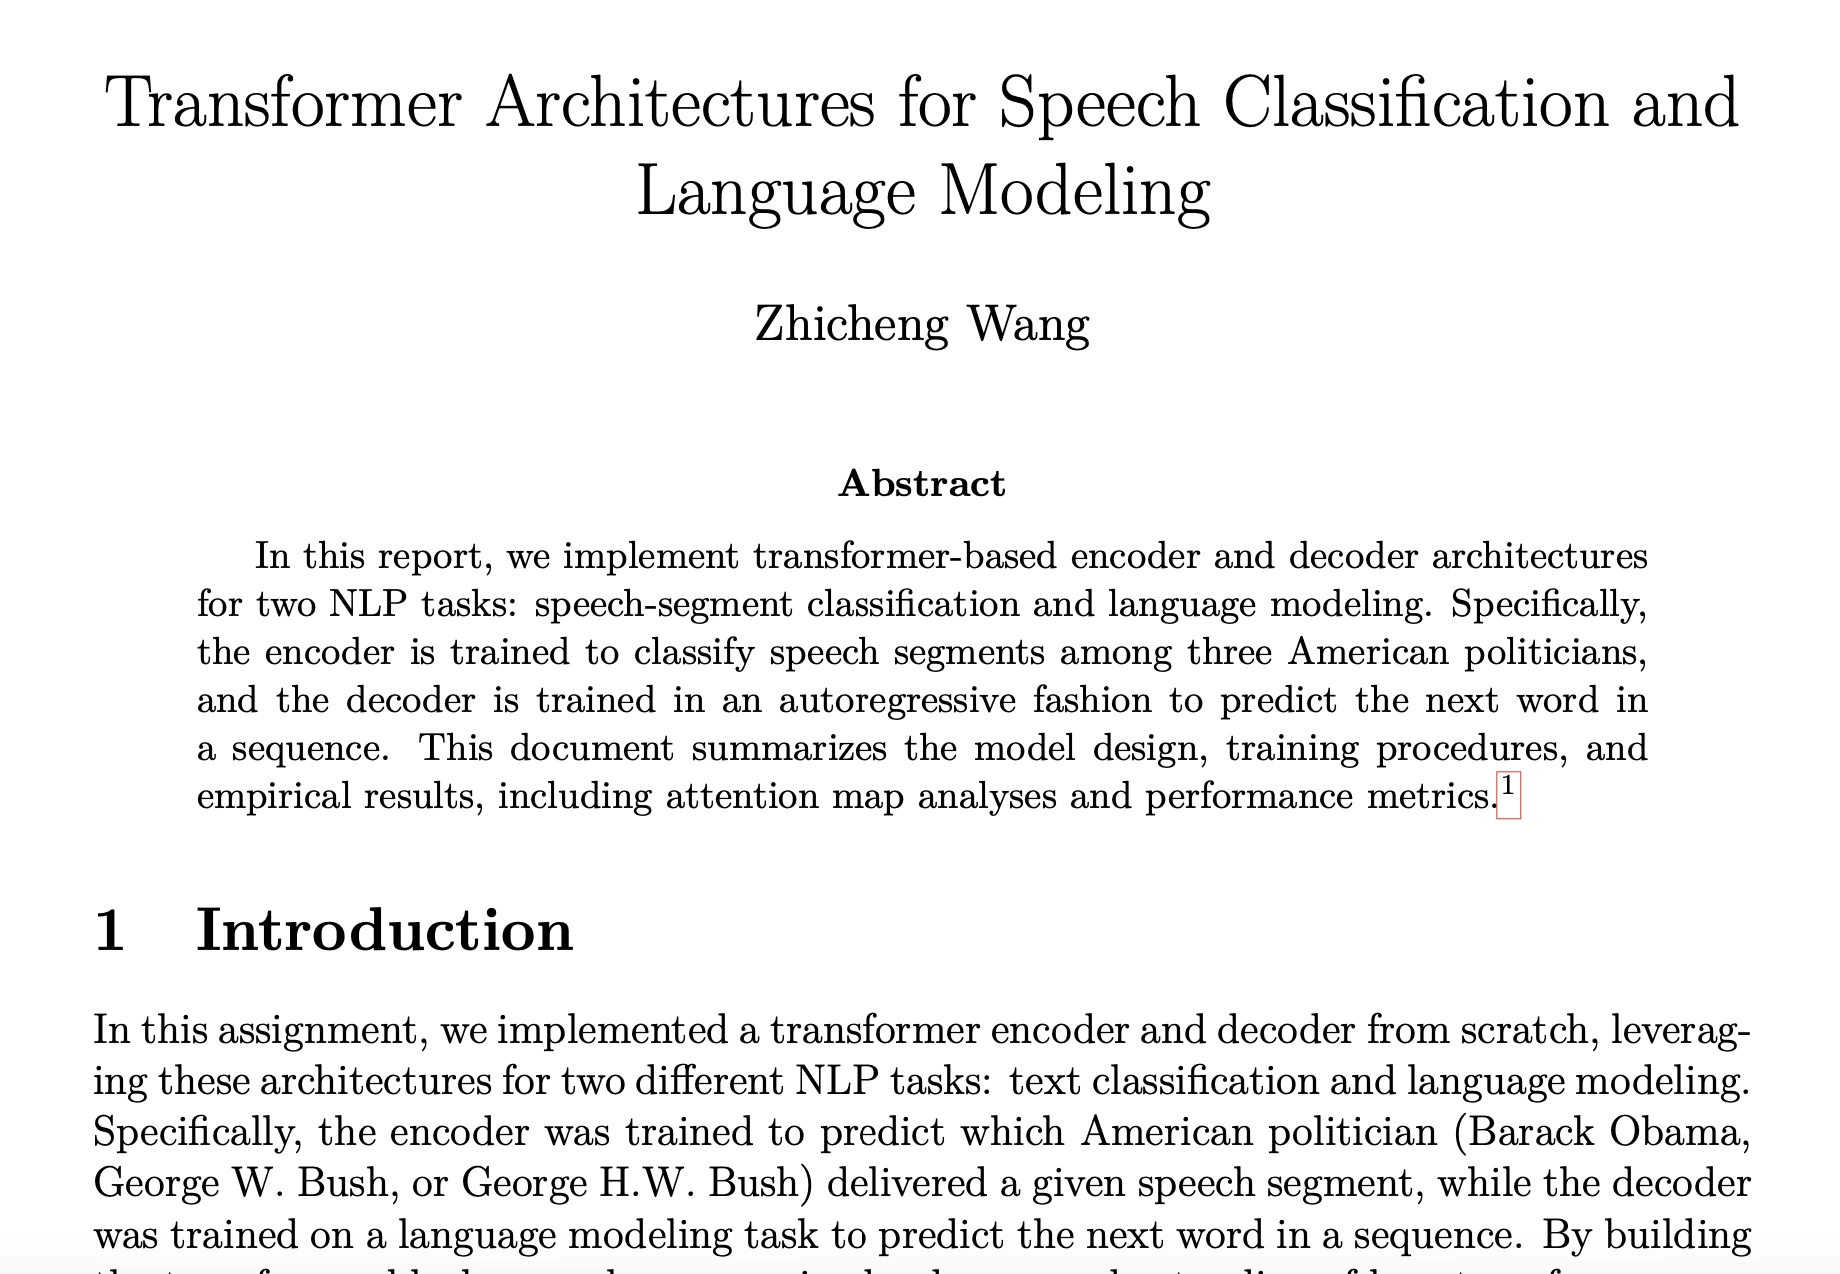 Transformer Architectures for Speech Classification and
Language Modeling
Zhicheng Wang
Abstract
In this report, we implement transformer-based encoder and decoder architectures
for two NLP tasks: speech-segment classification and language modeling. Specifically,
the encoder is trained to classify speech segments among three American politicians,
and the decoder is trained in an autoregressive fashion to predict the next word in
a sequence. This document summarizes the model design, training procedures, and
empirical results, including attention map analyses and performance metrics.1
1 Introduction
In this assignment, we implemented a transformer encoder and decoder from scratch, leverag-
ing these architectures for two different NLP tasks: text classification and language modeling.
Specifically, the encoder was trained to predict which American politician (Barack Obama,
George W. Bush, or George H.W. Bush) delivered a given speech segment, while the decoder
was trained on a language modeling task to predict the next word in a sequence. By building